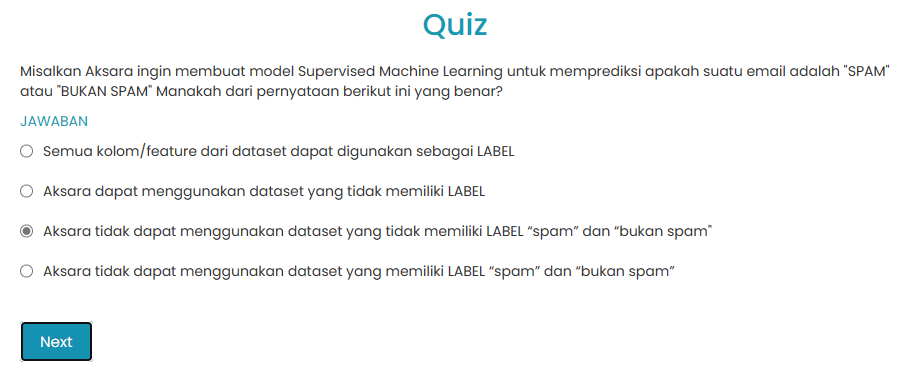 Quiz
Misalkan Aksara ingin membuat model Supervised Machine Learning untuk memprediksi apakah suatu email adalah "SPAM"
atau "BUKAN SPAM" Manakah dari pernyataan berikut ini yang benar?
JAWABAN
Semua kolom/feature dari dataset dapat digunakan sebagai LABEL
Aksara dapat menggunakan dataset yang tidak memiliki LABEL
Aksara tidak dapat menggunakan dataset yang tidak memiliki LABEL “spam” dan “bukan spam"
Aksara tidak dapat menggunakan dataset yang memiliki LABEL “spam” dan “bukan spam”
Next